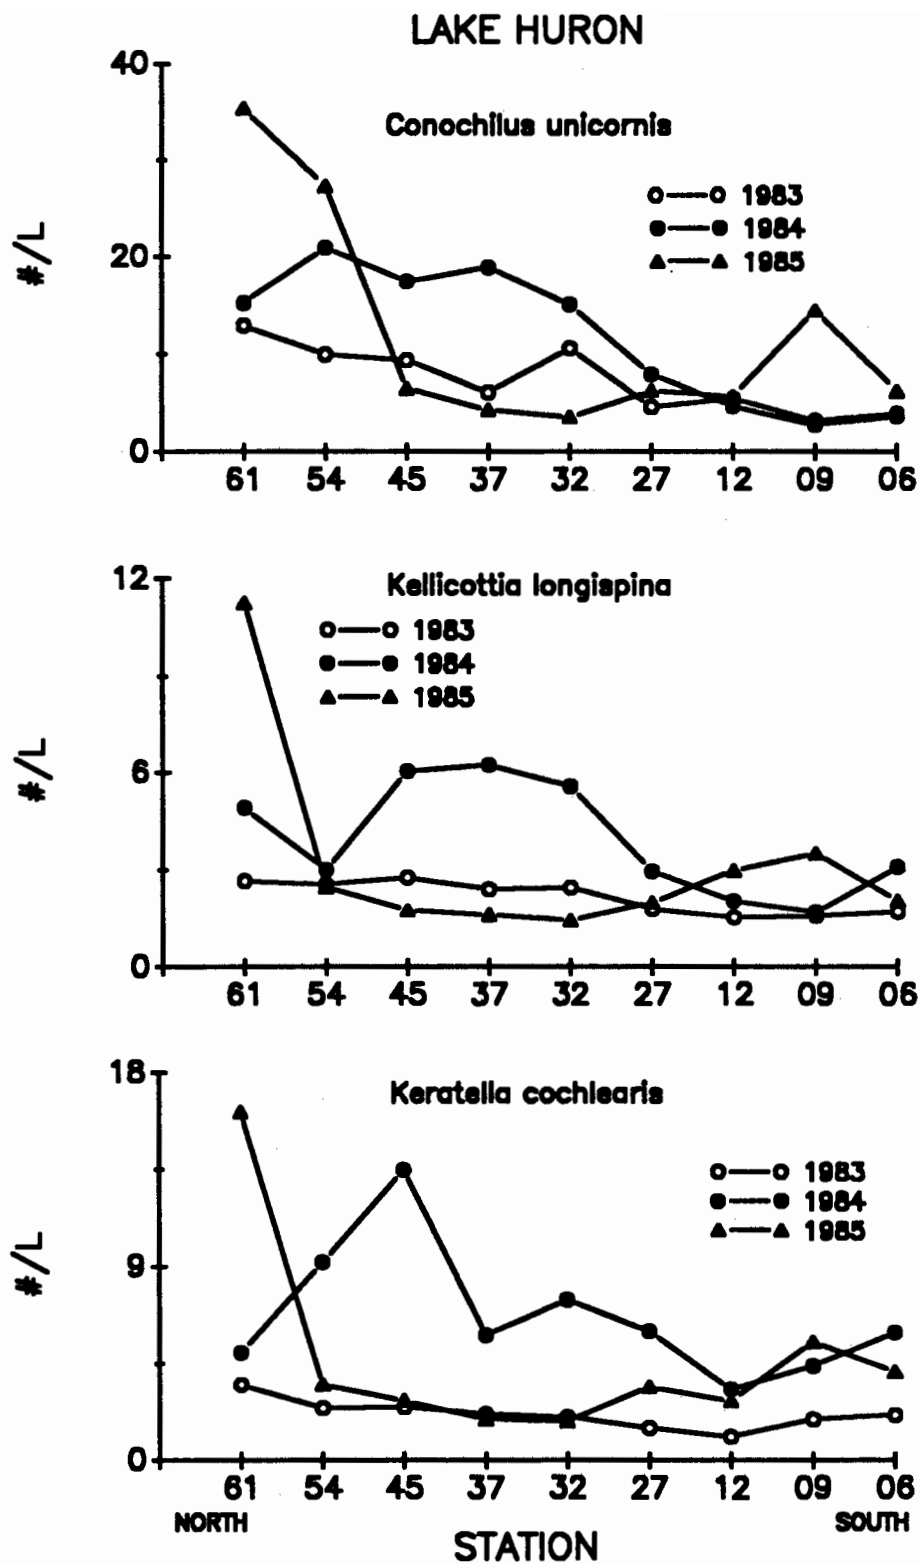 LAKE HURON
40
Conochilus unicornis
1983
1984
1985
20
#/L
0
61 54 45 37 32 27 12 09 06
12
Kellicottia longispina
1983
1984
1985
#/L
6
0
61 54 45 37 32 27 12 09 06
18
Keratella cochlearis
1983
1984
1985
#/L
9
0
61 54 45 37 32 27 12 09 06
NORTH SOUTH
STATION